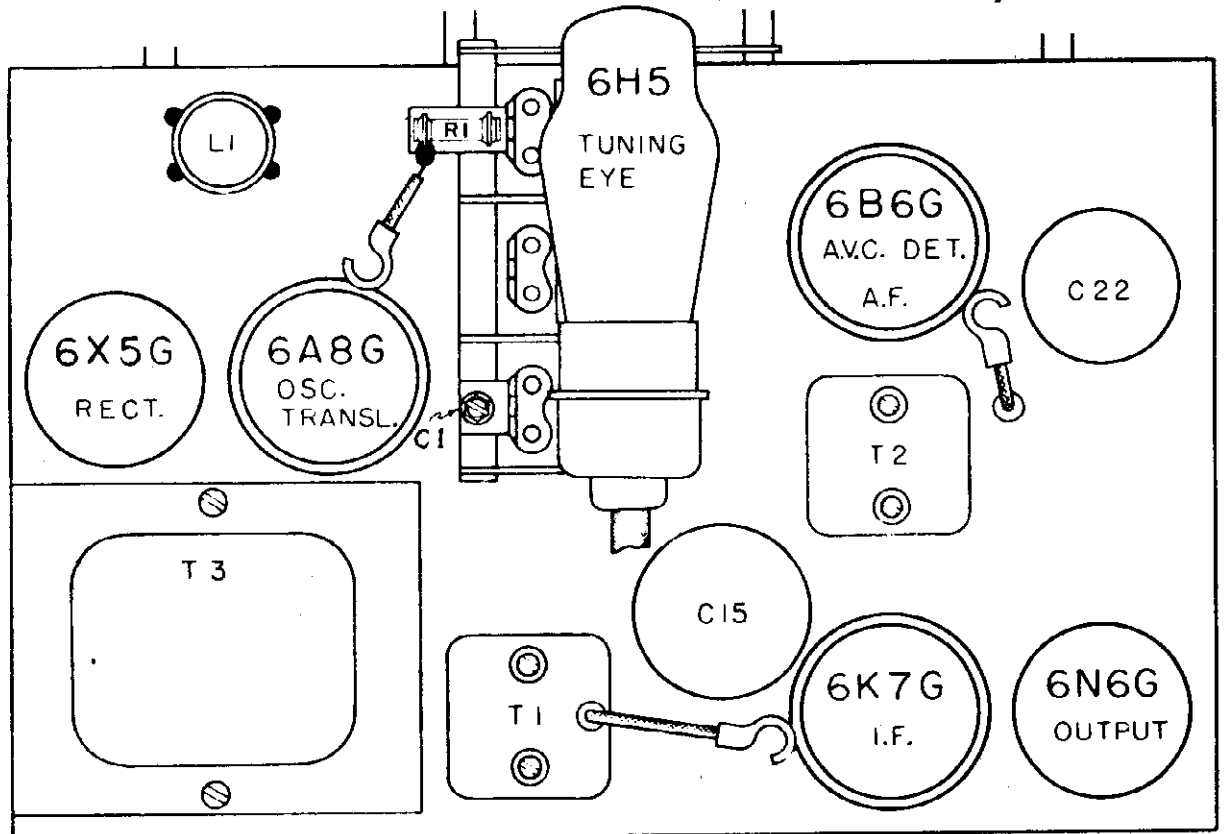 6H5
TUNING
EYE
L1
R1
6B6G
A.V.C. DET.
A.F.
C22
6X5G
RECT.
6A8G
OSC.
TRANSL.
C1
T2
T3
C15
T1
6K7G
I.F.
6N6G
OUTPUT